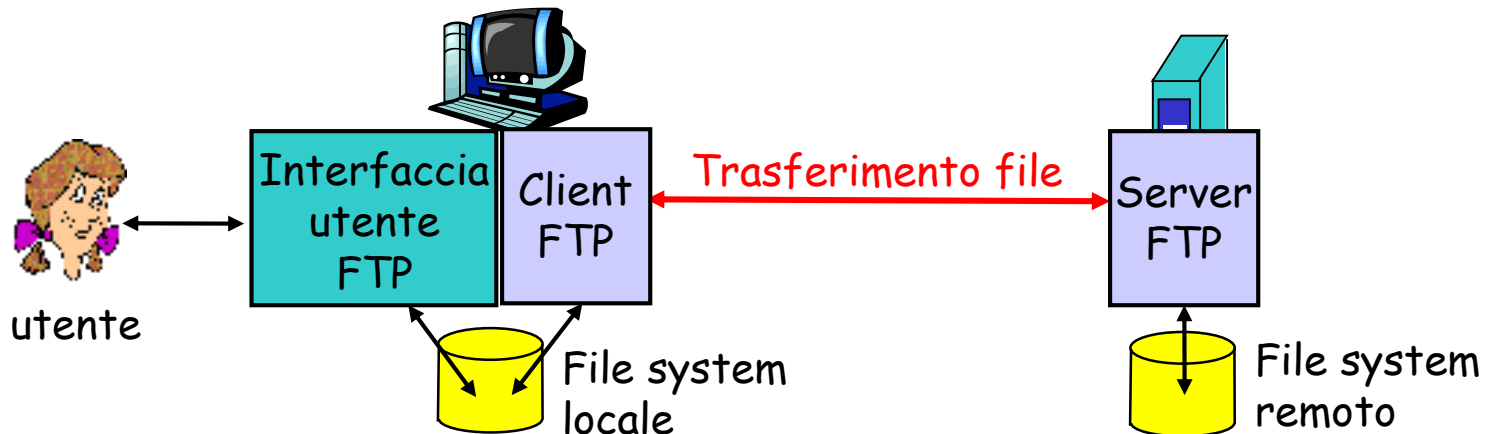 Interfaccia
utente
FTP
Client
FTP
Trasferimento file
Server
FTP
utente
File system
locale
File system
remoto